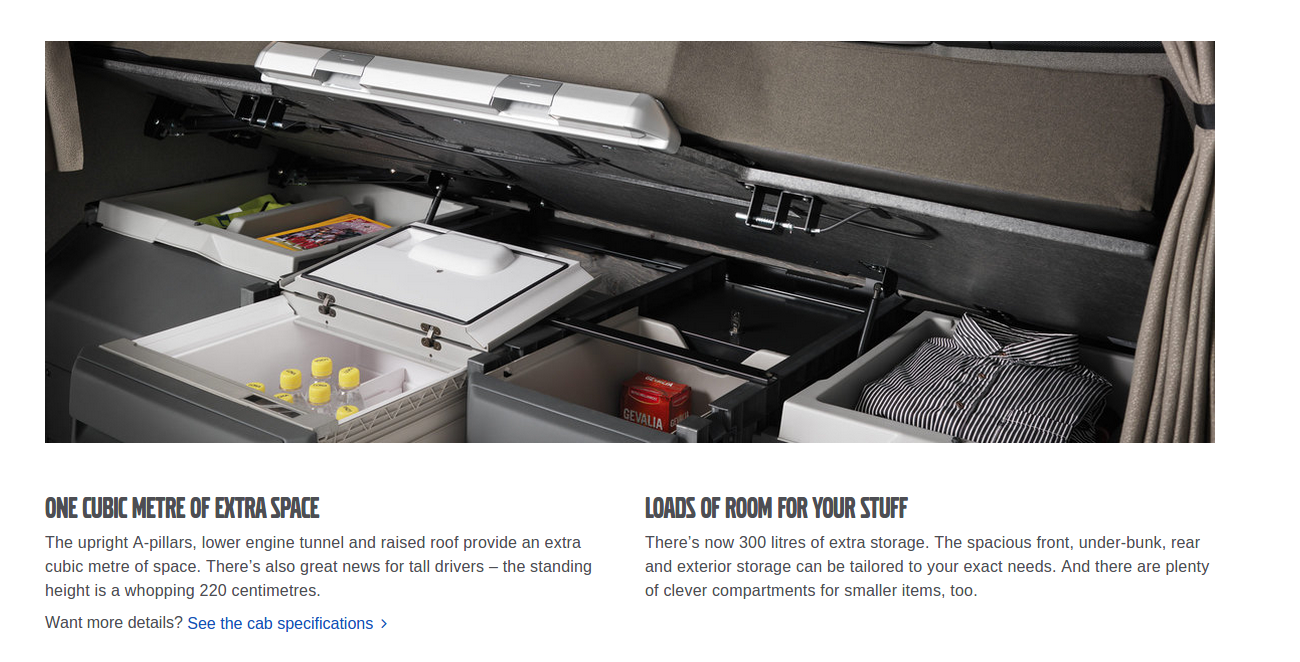 GEVALIA
GEVALIA
ONE CUBIC METRE OF EXTRA SPACE
The upright A-pillars, lower engine tunnel and raised roof provide an extra
cubic metre of space. There’s also great news for tall drivers – the standing
height is a whopping 220 centimetres.
Want more details? See the cab specifications
LOADS OF ROOM FOR YOUR STUFF
There’s now 300 litres of extra storage. The spacious front, under-bunk, rear
and exterior storage can be tailored to your exact needs. And there are plenty
of clever compartments for smaller items, too.